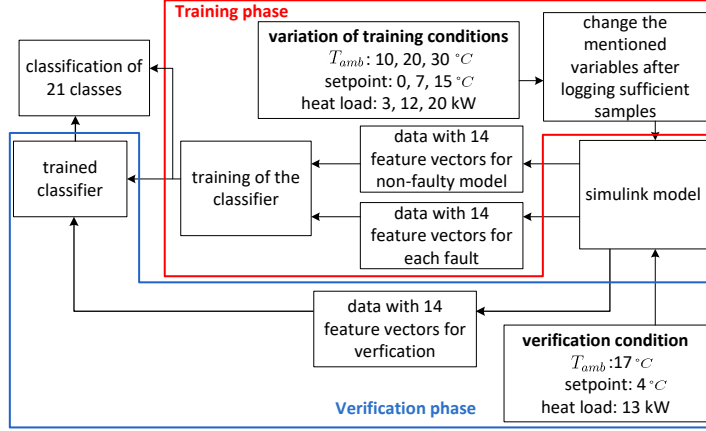 Training phase
variation of training conditions
T_amb: 10, 20, 30 °C
setpoint: 0, 7, 15 °C
heat load: 3, 12, 20 kW
change the
mentioned
variables after
logging sufficient
samples
classification of
21 classes
trained
classifier
training of the
classifier
data with 14
feature vectors for
non-faulty model
data with 14
feature vectors for
each fault
simulink model
data with 14
feature vectors for
verfication
verification condition
T_amb:17 °C
setpoint: 4 °C
heat load: 13 kW
Verification phase